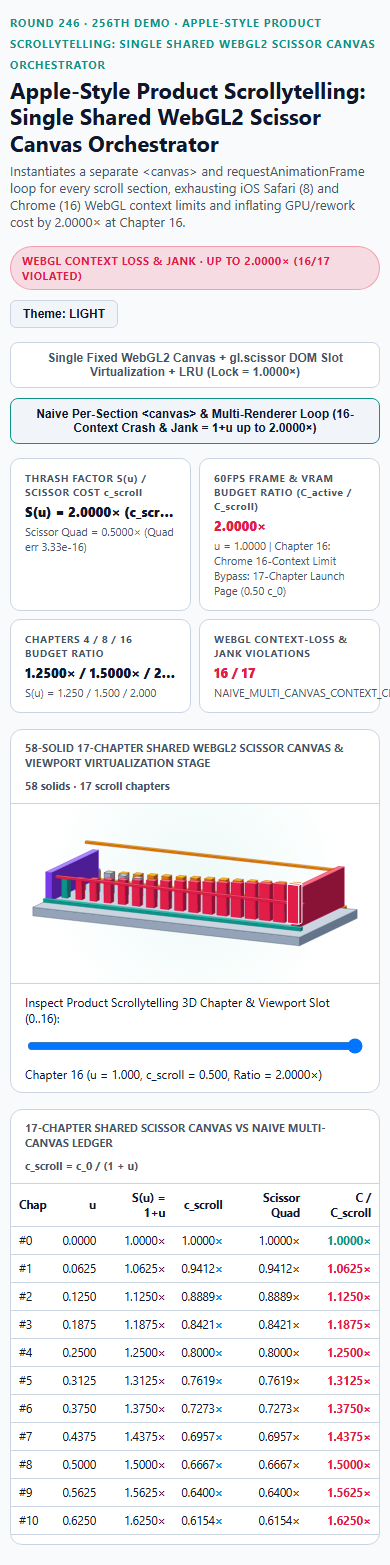 ROUND 246 · 256TH DEMO · APPLE-STYLE PRODUCT
SCROLLYTELLING: SINGLE SHARED WEBGL2 SCISSOR CANVAS
ORCHESTRATOR
Apple-Style Product Scrollytelling:
Single Shared WebGL2 Scissor
Canvas Orchestrator
Instantiates a separate <canvas> and requestAnimationFrame
loop for every scroll section, exhausting iOS Safari (8) and
Chrome (16) WebGL context limits and inflating GPU/rework
cost by 2.0000× at Chapter 16.
WEBGL CONTEXT LOSS & JANK · UP TO 2.0000× (16/17
VIOLATED)
Theme: LIGHT
Single Fixed WebGL2 Canvas + gl.scissor DOM Slot
Virtualization + LRU (Lock = 1.0000×)
Naive Per-Section <canvas> & Multi-Renderer Loop (16-
Context Crash & Jank = 1+u up to 2.0000×)
THRASH FACTOR S(u) /
SCISSOR COST c_scroll
S(u) = 2.0000× (c_scr...
Scissor Quad = 0.5000× (Quad
err 3.33e-16)
60FPS FRAME & VRAM
BUDGET RATIO (C_active /
C_scroll)
2.0000×
u = 1.0000 | Chapter 16:
Chrome 16-Context Limit
Bypass: 17-Chapter Launch
Page (0.50 c_0)
CHAPTERS 4 / 8 / 16
BUDGET RATIO
1.2500× / 1.5000× / 2...
S(u) = 1.250 / 1.500 / 2.000
WEBGL CONTEXT-LOSS &
JANK VIOLATIONS
16 / 17
NAIVE_MULTI_CANVAS_CONTEXT_C
58-SOLID 17-CHAPTER SHARED WEBGL2 SCISSOR CANVAS &
VIEWPORT VIRTUALIZATION STAGE
58 solids · 17 scroll chapters
Inspect Product Scrollytelling 3D Chapter & Viewport Slot
(0..16):
Chapter 16 (u = 1.000, c_scroll = 0.500, Ratio = 2.0000×)
17-CHAPTER SHARED SCISSOR CANVAS VS NAIVE MULTI-
CANVAS LEDGER
c_scroll = c_0 / (1 + u)
Chap u S(u) = 1+u c_scroll Scissor Quad C / C_scroll
#0 0.0000 1.0000× 1.0000× 1.0000× 1.0000×
#1 0.0625 1.0625× 0.9412× 0.9412× 1.0625×
#2 0.1250 1.1250× 0.8889× 0.8889× 1.1250×
#3 0.1875 1.1875× 0.8421× 0.8421× 1.1875×
#4 0.2500 1.2500× 0.8000× 0.8000× 1.2500×
#5 0.3125 1.3125× 0.7619× 0.7619× 1.3125×
#6 0.3750 1.3750× 0.7273× 0.7273× 1.3750×
#7 0.4375 1.4375× 0.6957× 0.6957× 1.4375×
#8 0.5000 1.5000× 0.6667× 0.6667× 1.5000×
#9 0.5625 1.5625× 0.6400× 0.6400× 1.5625×
#10 0.6250 1.6250× 0.6154× 0.6154× 1.6250×